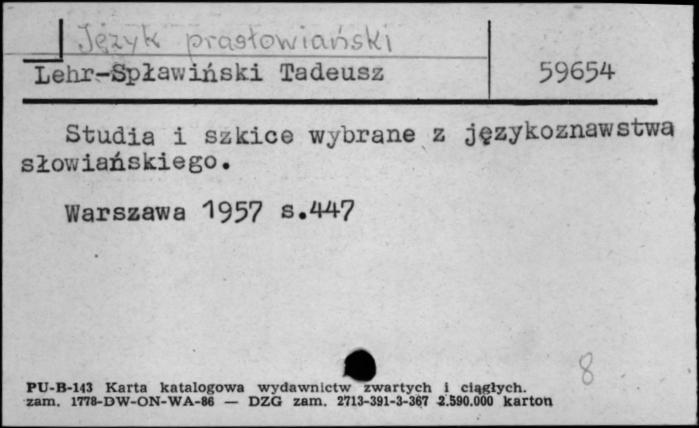 Język prasłowiański
Lehr-Spławiński Tadeusz 59654
Studia i szkice wybrane z językoznawstwa
słowiańskiego.
Warszawa 1957 s.447
8
PU-B-143 Karta katalogowa wydawnictw zwartych i ciągłych.
zam. 1778-DW-ON-WA-86 — DZG zam. 2713-391-3-367 2.590.000 karton